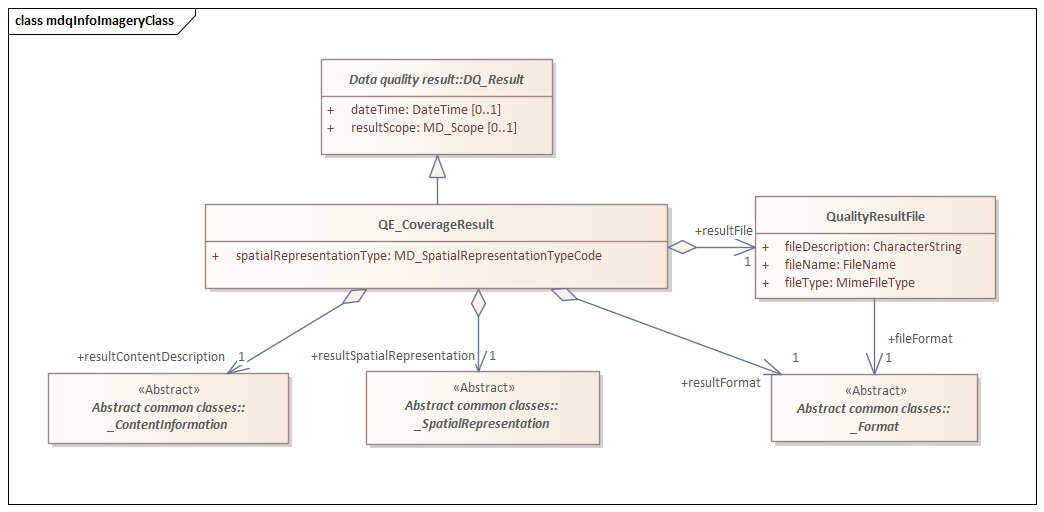 class mdqInfoImageryClass
Data quality result::DQ_Result
+ dateTime: DateTime [0..1]
+ resultScope: MD_Scope [0..1]
QE_CoverageResult
+ spatialRepresentationType: MD_SpatialRepresentationTypeCode
+resultFile
1
QualityResultFile
+ fileDescription: CharacterString
+ fileName: FileName
+ fileType: MimeFileType
+resultContentDescription
1
+resultSpatialRepresentation
1
1
+resultFormat
+fileFormat
1
«Abstract»
Abstract common classes::
_ContentInformation
«Abstract»
Abstract common classes::
_SpatialRepresentation
«Abstract»
Abstract common classes::
_Format